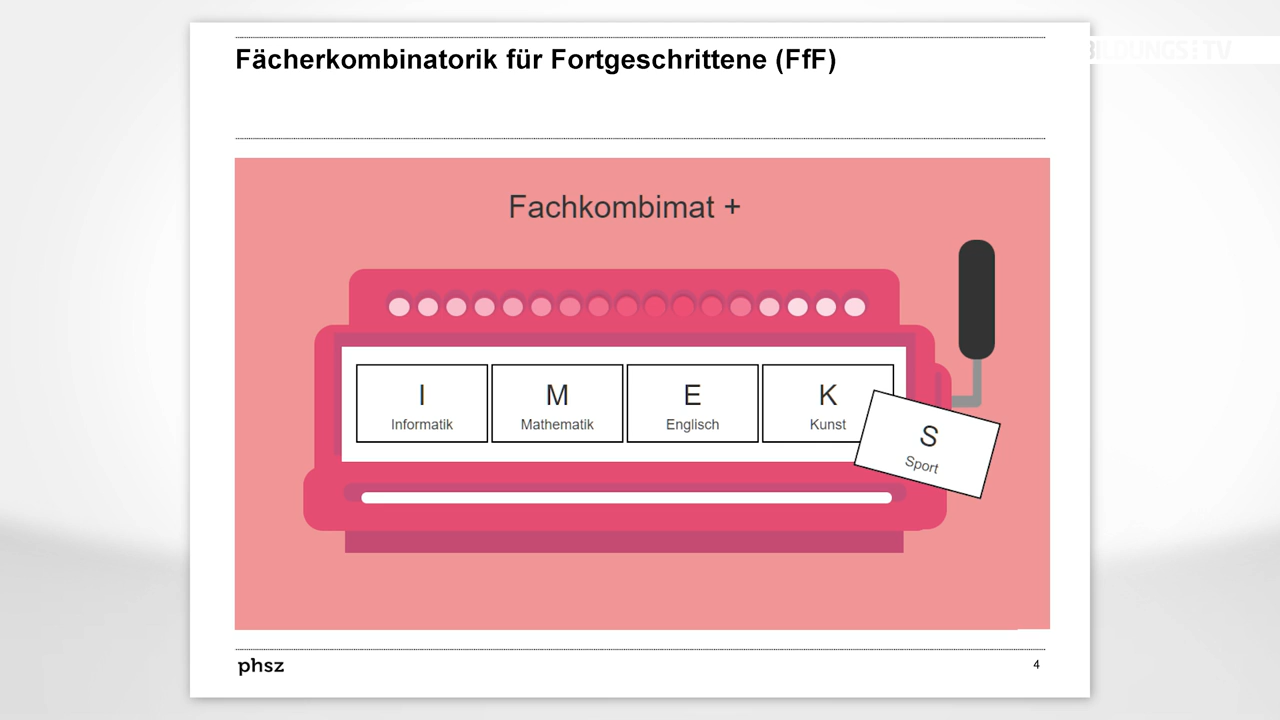 BILDUNGS TV
Fächerkombinatorik für Fortgeschrittene (FfF)
Fachkombimat +
I
Informatik
M
Mathematik
E
Englisch
K
Kunst
S
Sport
phsz
4